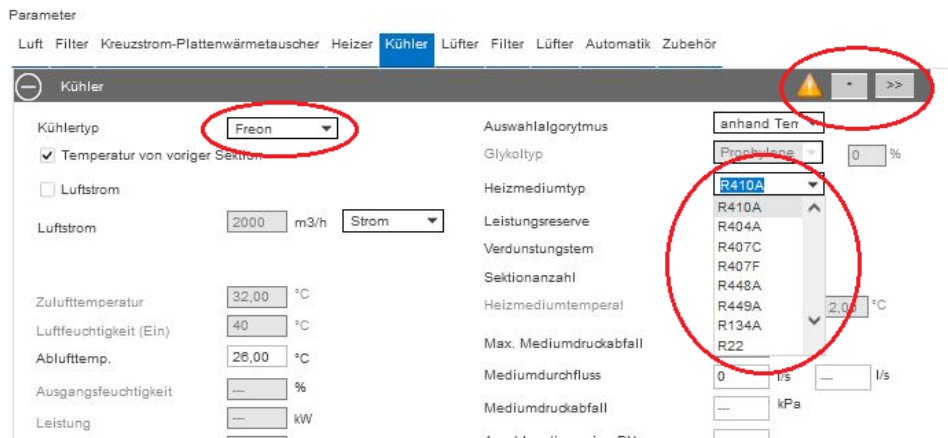 Parameter
Luft Filter Kreuzstrom-Plattenwärmetauscher Heizer Kühler Lüfter Filter Lüfter Automatik Zubehör
Kühler * >>
Kühlertyp Freon
Temperatur von voriger Sektion
Luftstrom
Luftstrom 2000 m3/h Strom
Zulufttemperatur 32,00 °C
Luftfeuchtigkeit (Ein) 40 °C
Ablufttemp. 26,00 °C
Ausgangsfeuchtigkeit --- %
Leistung --- kW
Auswahlalgorytmus anhand Tem
Glykoltyp Prophylene 0 %
Heizmediumtyp R410A
R410A
R404A
R407C
R407F
R448A
R449A
R134A
R22
Leistungsreserve
Verdunstungstem
Sektionanzahl
Heizmediumtemperat 2,00 °C
Max. Mediumdruckabfall
Mediumdurchfluss 0 l/s --- l/s
Mediumdruckabfall --- kPa